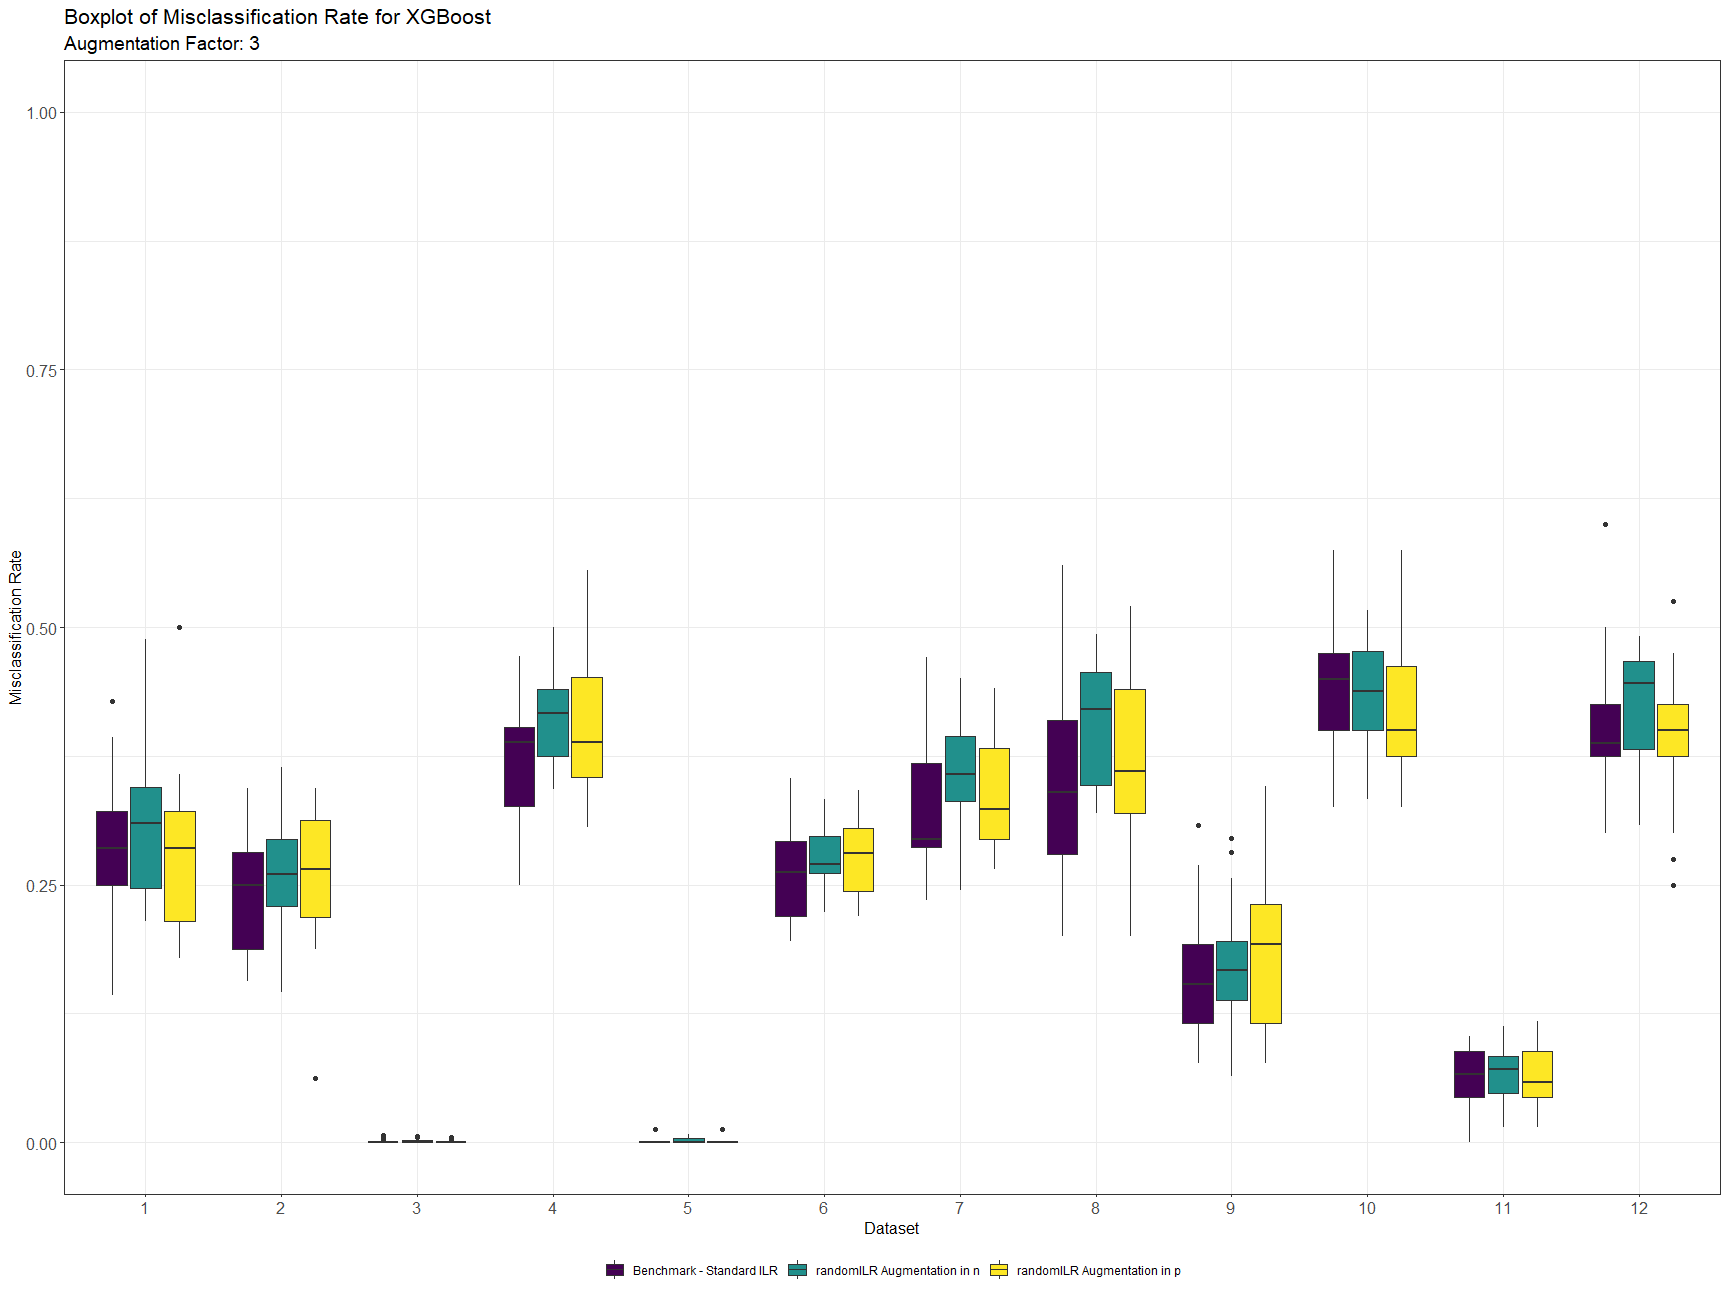 Boxplot of Misclassification Rate for XGBoost
Augmentation Factor: 3
1.00
0.75
0.50
0.25
0.00
Misclassification Rate
1 2 3 4 5 6 7 8 9 10 11 12
Dataset
Benchmark - Standard ILR randomILR Augmentation in n randomILR Augmentation in p